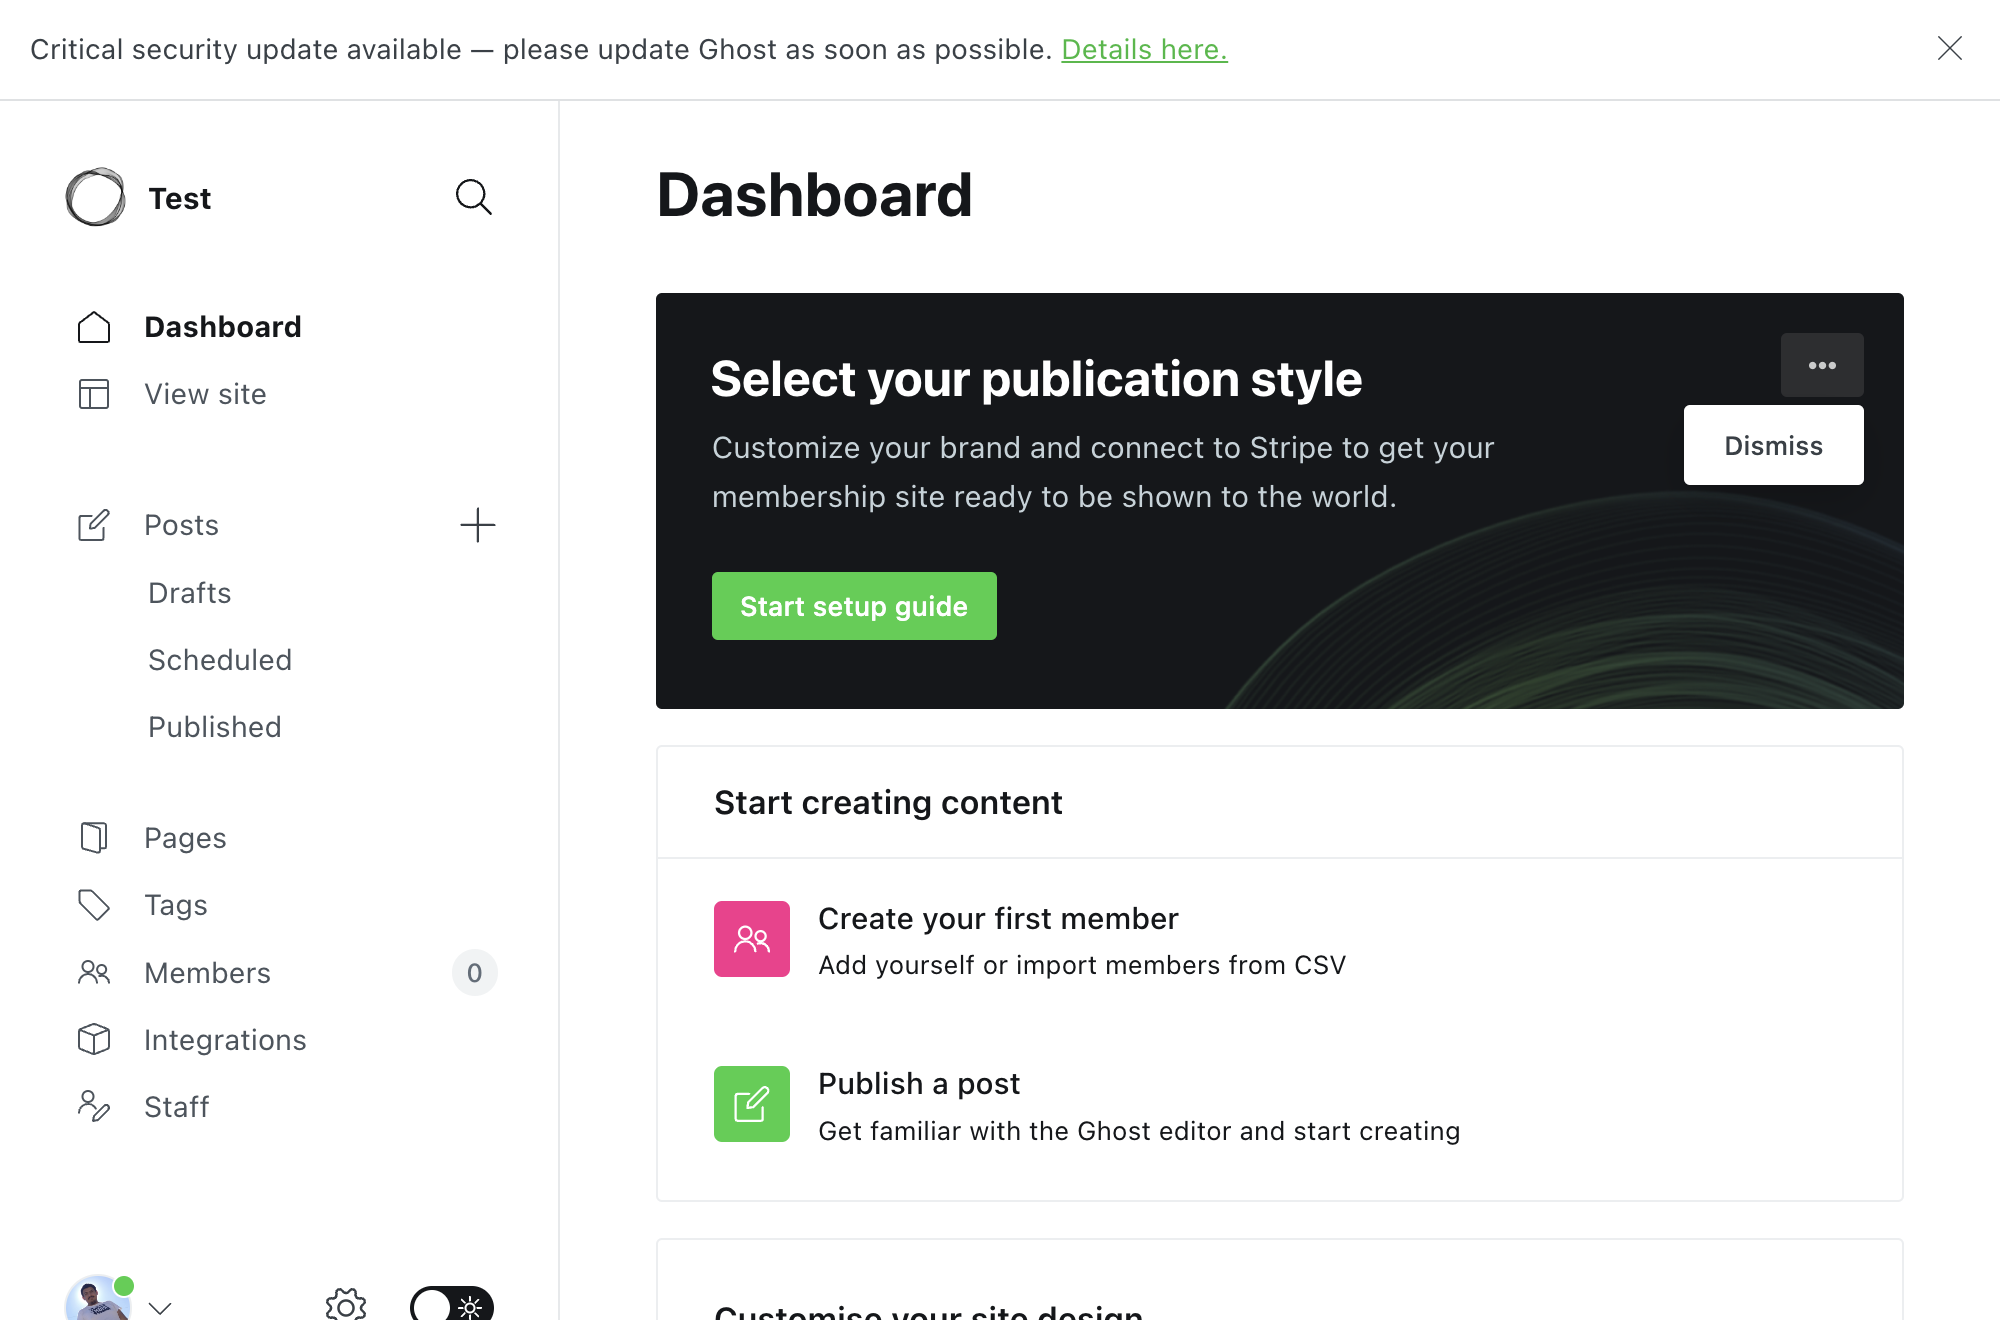 Critical security update available — please update Ghost as soon as possible. Details here.
Test
Dashboard
View site
Posts
Drafts
Scheduled
Published
Pages
Tags
Members
0
Integrations
Staff
Dashboard
Select your publication style
Dismiss
Customize your brand and connect to Stripe to get your
membership site ready to be shown to the world.
Start setup guide
Start creating content
Create your first member
Add yourself or import members from CSV
Publish a post
Get familiar with the Ghost editor and start creating
Customise your site design